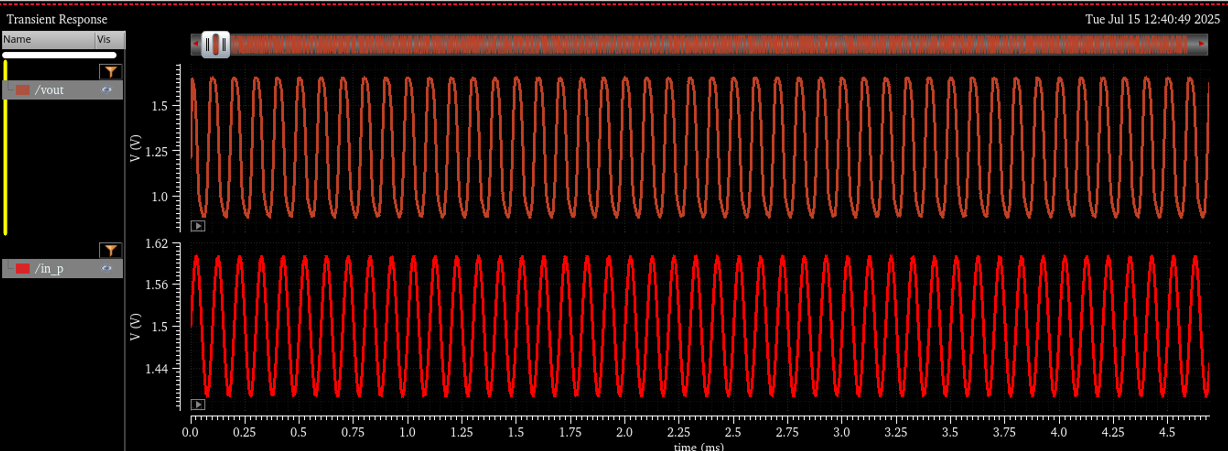 Transient Response
Tue Jul 15 12:40:49 2025
Name Vis
/vout
V (V)
1.5
1.25
1.0
/in_p
V (V)
1.62
1.56
1.5
1.44
0.0 0.25 0.5 0.75 1.0 1.25 1.5 1.75 2.0 2.25 2.5 2.75 3.0 3.25 3.5 3.75 4.0 4.25 4.5
time (ms)